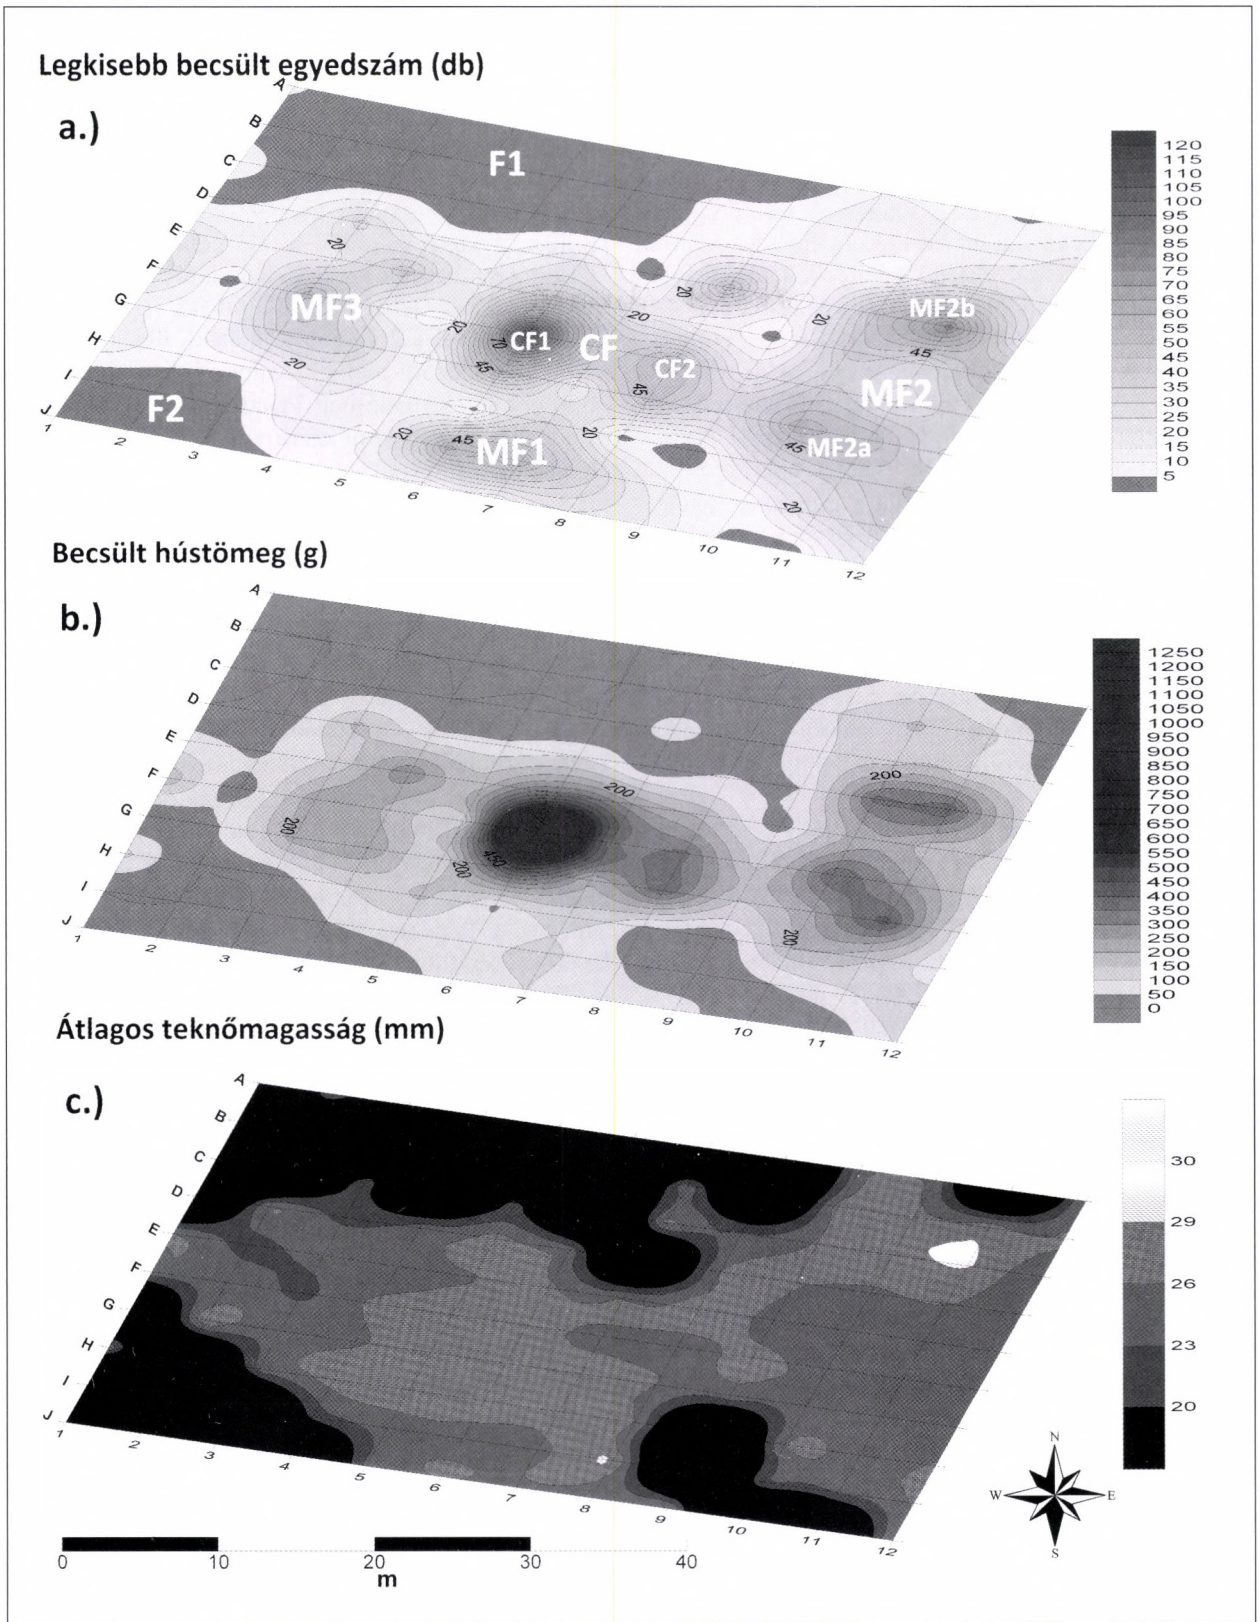 Legkisebb becsült egyedszám (db)
a.)
A
B
C
D
E
F
G
H
I
J
1
2
3
4
5
6
7
8
9
10
11
12
F1
F2
MF3
CF1
CF
CF2
MF1
MF2b
MF2
MF2a
20
20
20
70
45
20
45
20
20
45
20
45
20
45
20
120
115
110
105
100
95
90
85
80
75
70
65
60
55
50
45
40
35
30
25
20
15
10
5
Becsült hústömeg (g)
b.)
A
B
C
D
E
F
G
H
I
J
1
2
3
4
5
6
7
8
9
10
11
12
200
200
450
200
200
200
1250
1200
1150
1100
1050
1000
950
900
850
800
750
700
650
600
550
500
450
400
350
300
250
200
150
100
50
0
Átlagos teknőmagasság (mm)
c.)
A
B
C
D
E
F
G
H
I
J
1
2
3
4
5
6
7
8
9
10
11
12
30
29
26
23
20
N
W
E
S
0
10
20
30
40
m